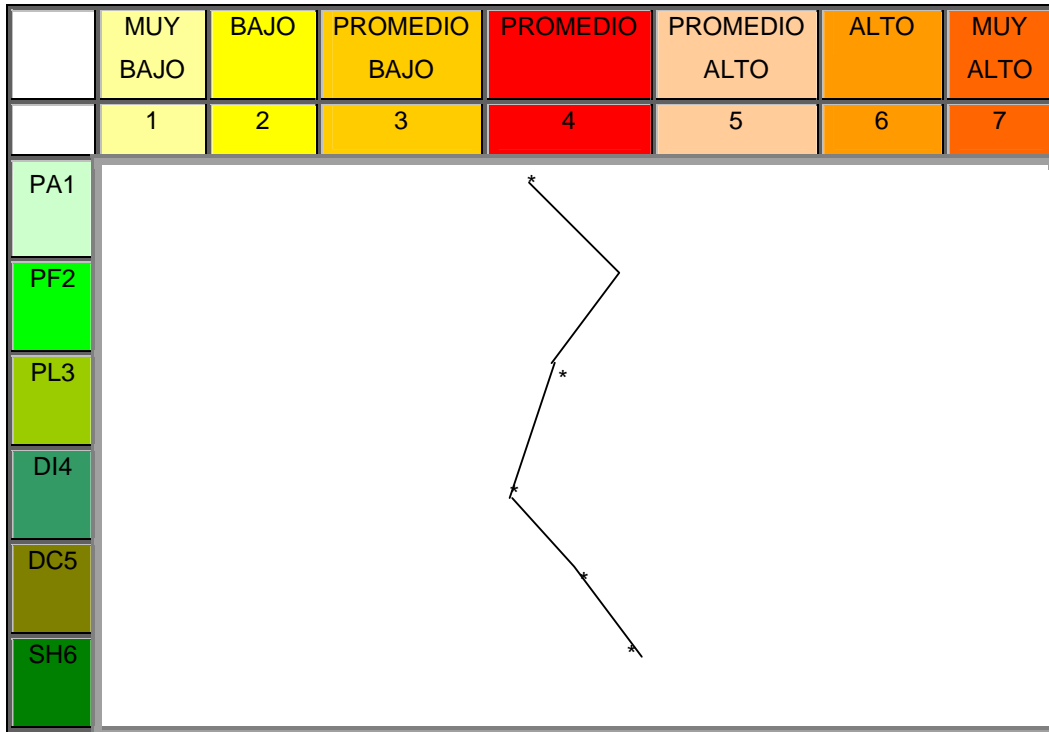 MUY BAJO
BAJO
PROMEDIO BAJO
PROMEDIO
PROMEDIO ALTO
ALTO
MUY ALTO
1 2 3 4 5 6 7
PA1
*
PF2
PL3
*
DI4
*
DC5
*
SH6
*